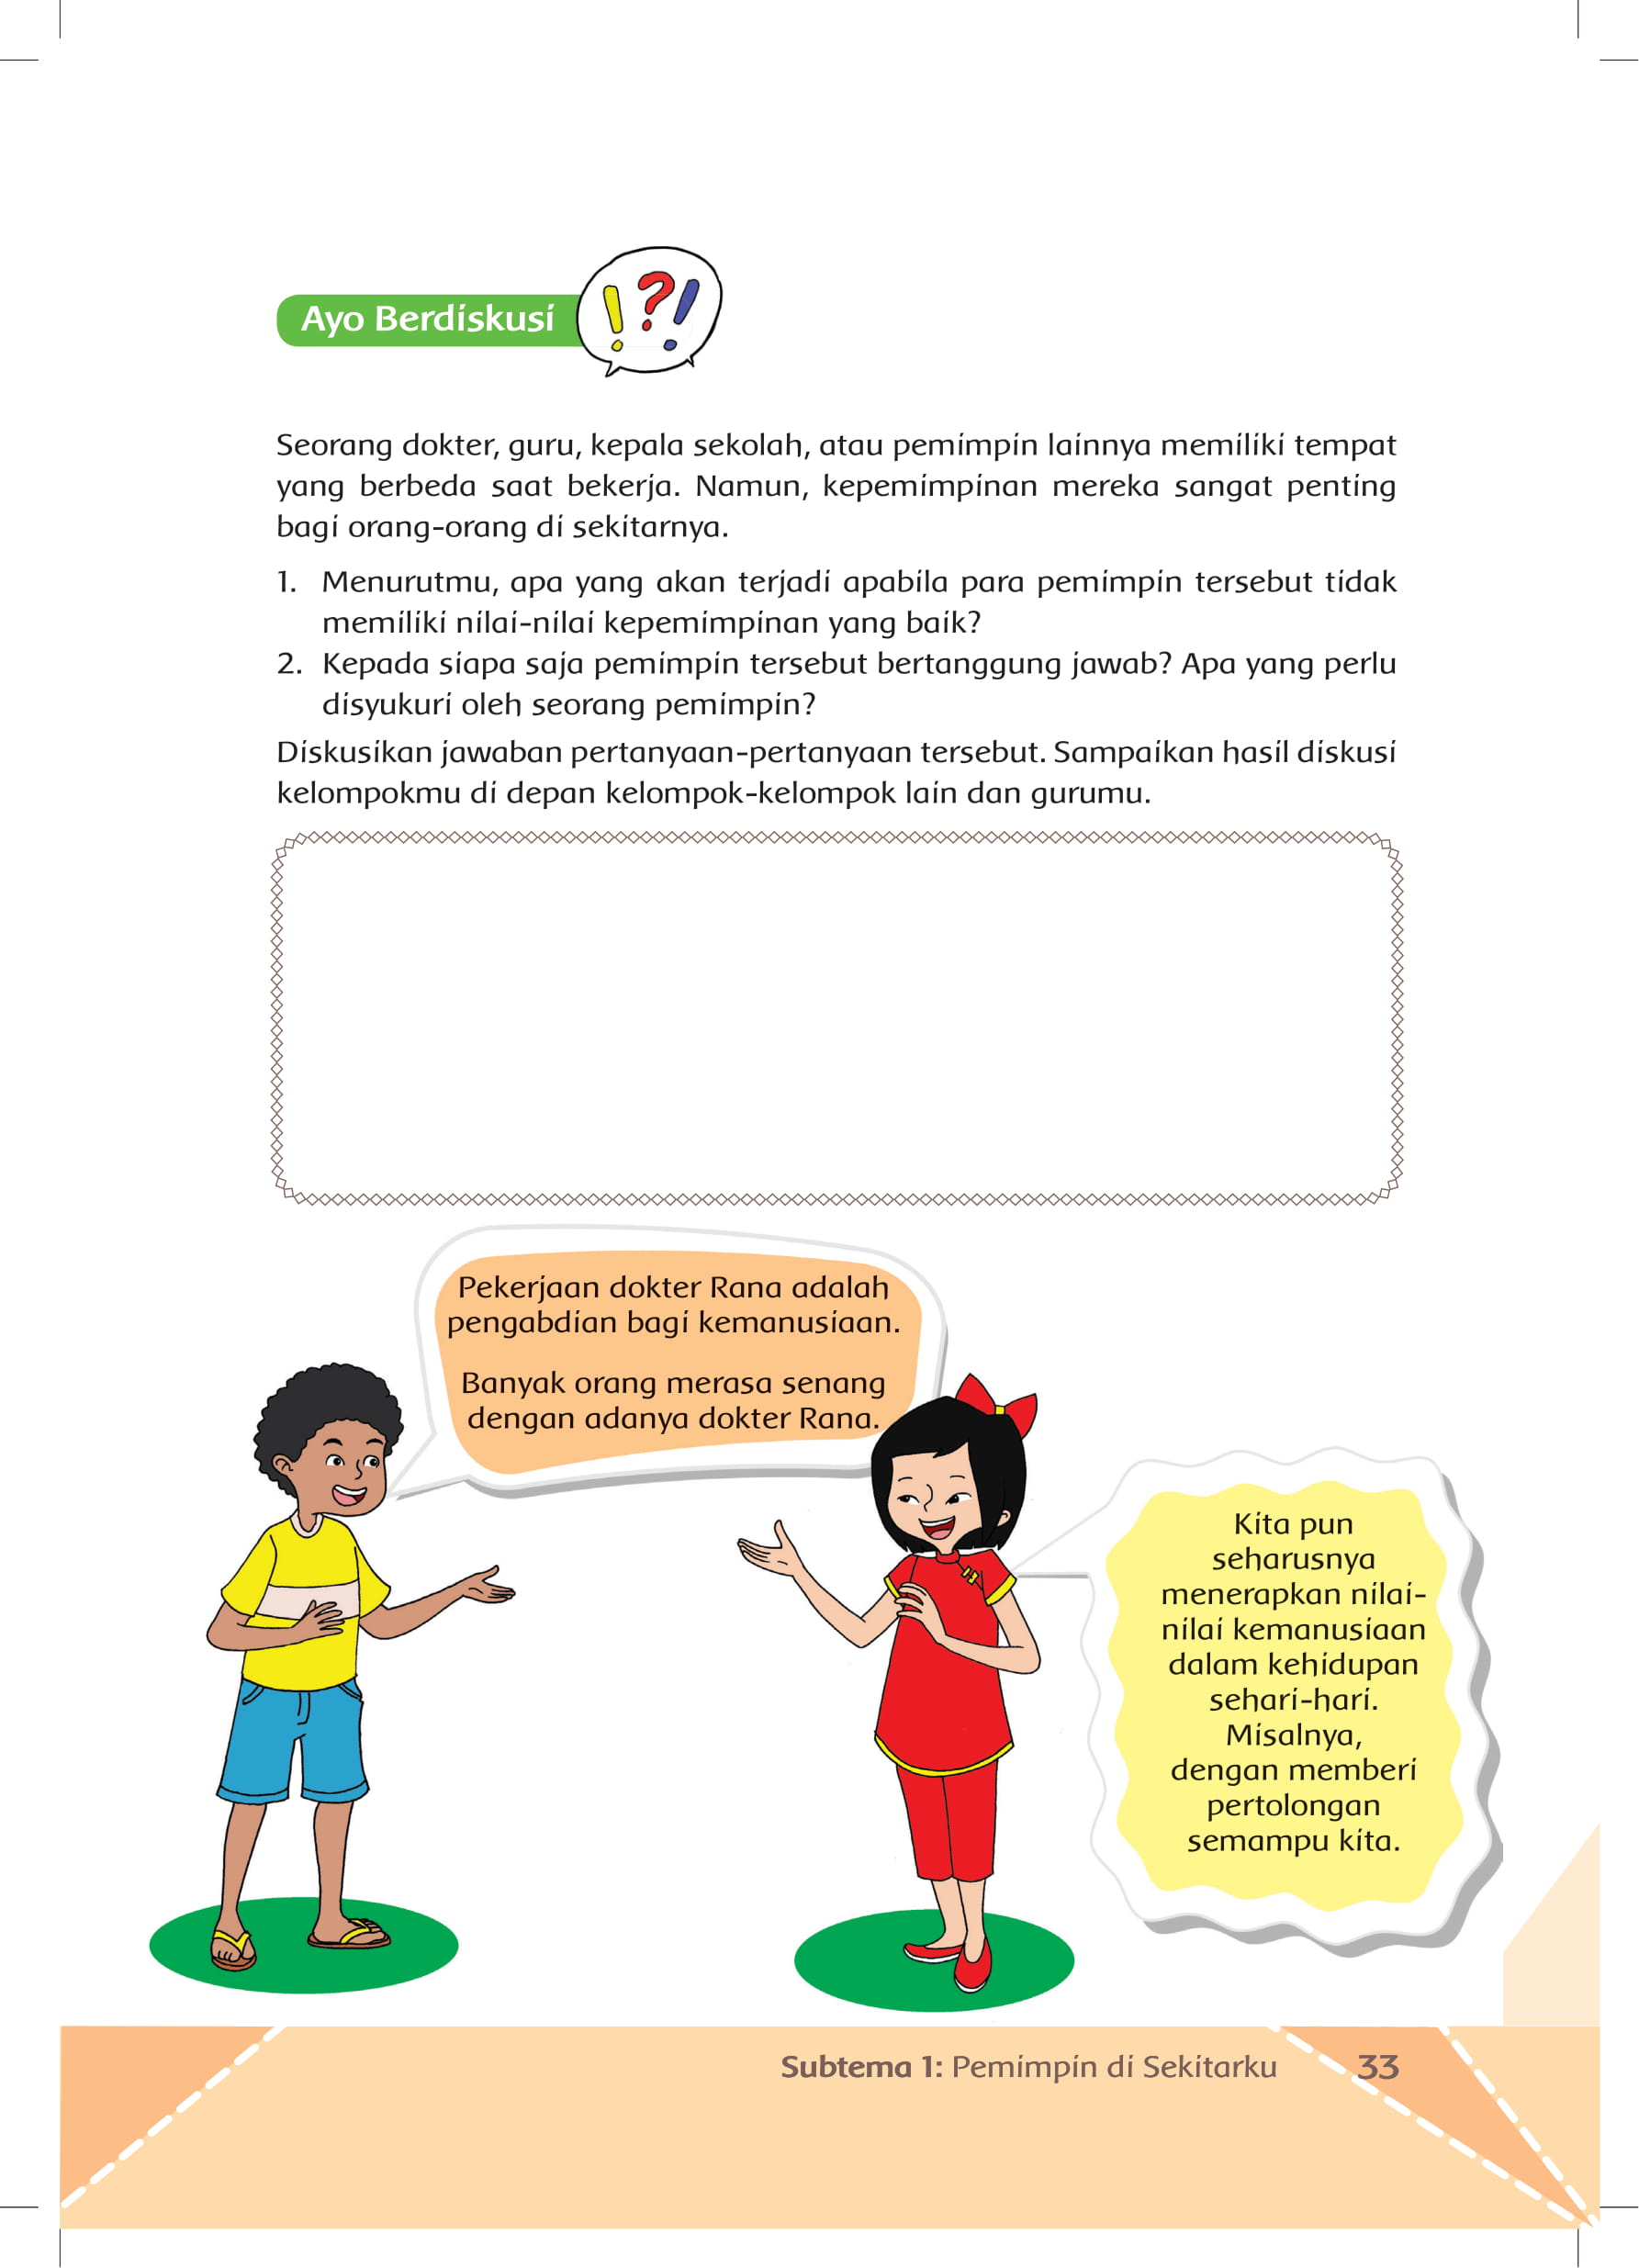 Ayo Berdiskusi
!?!
Seorang dokter, guru, kepala sekolah, atau pemimpin lainnya memiliki tempat
yang berbeda saat bekerja. Namun, kepemimpinan mereka sangat penting
bagi orang-orang di sekitarnya.
1. Menurutmu, apa yang akan terjadi apabila para pemimpin tersebut tidak
memiliki nilai-nilai kepemimpinan yang baik?
2. Kepada siapa saja pemimpin tersebut bertanggung jawab? Apa yang perlu
disyukuri oleh seorang pemimpin?
Diskusikan jawaban pertanyaan-pertanyaan tersebut. Sampaikan hasil diskusi
kelompokmu di depan kelompok-kelompok lain dan gurumu.
Pekerjaan dokter Rana adalah
pengabdian bagi kemanusiaan.
Banyak orang merasa senang
dengan adanya dokter Rana.
Kita pun
seharusnya
menerapkan nilai-
nilai kemanusiaan
dalam kehidupan
sehari-hari.
Misalnya,
dengan memberi
pertolongan
semampu kita.
Subtema 1: Pemimpin di Sekitarku 33